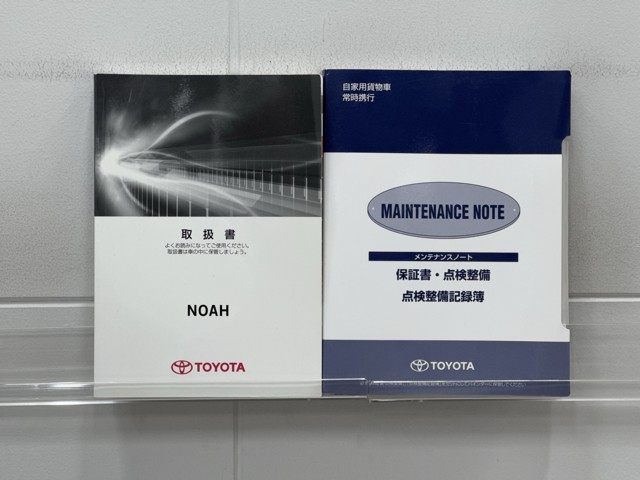 取扱書
よくお読みになってご使用ください。
取扱書は車の中に保管しましょう。
NOAH
TOYOTA
自家用貨物車
常時携行
MAINTENANCE NOTE
メンテナンスノート
保証書・点検整備
点検整備記録簿
TOYOTA